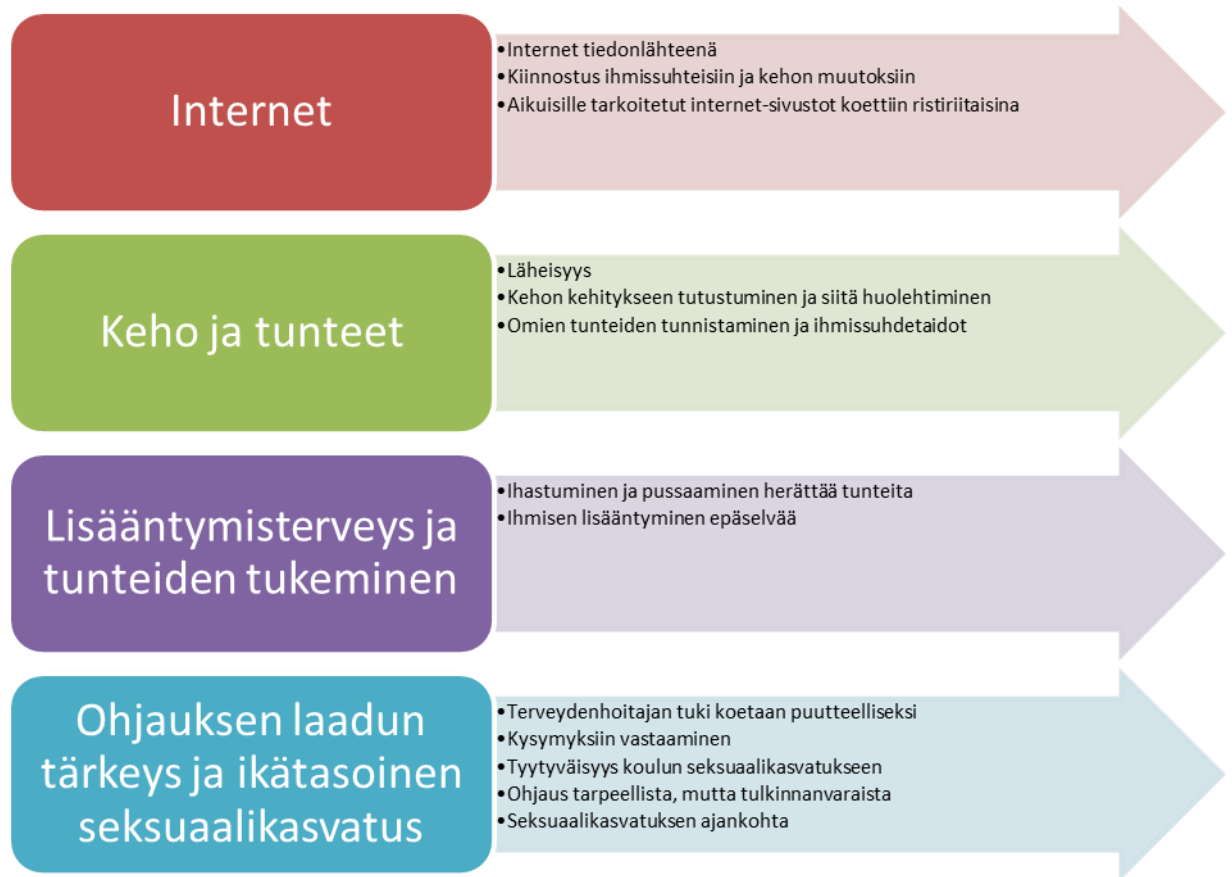 Internet
•Internet tiedonlähteenä
•Kiinnostus ihmissuhteisiin ja kehon muutoksiin
•Aikuisille tarkoitetut internet-sivustot koettiin ristiriitaisina
Keho ja tunteet
•Läheisyys
•Kehon kehitykseen tutustuminen ja siitä huolehtiminen
•Omien tunteiden tunnistaminen ja ihmissuhdetaidot
Lisääntymisterveys ja
tunteiden tukeminen
•Ihastuminen ja pussaaminen herättää tunteita
•Ihmisen lisääntyminen epäselvää
Ohjauksen laadun
tärkeys ja ikätasoinen
seksuaalikasvatus
•Terveydenhoitajan tuki koetaan puutteelliseksi
•Kysymyksiin vastaaminen
•Tyytyväisyys koulun seksuaalikasvatukseen
•Ohjaus tarpeellista, mutta tulkinnanvaraista
•Seksuaalikasvatuksen ajankohta